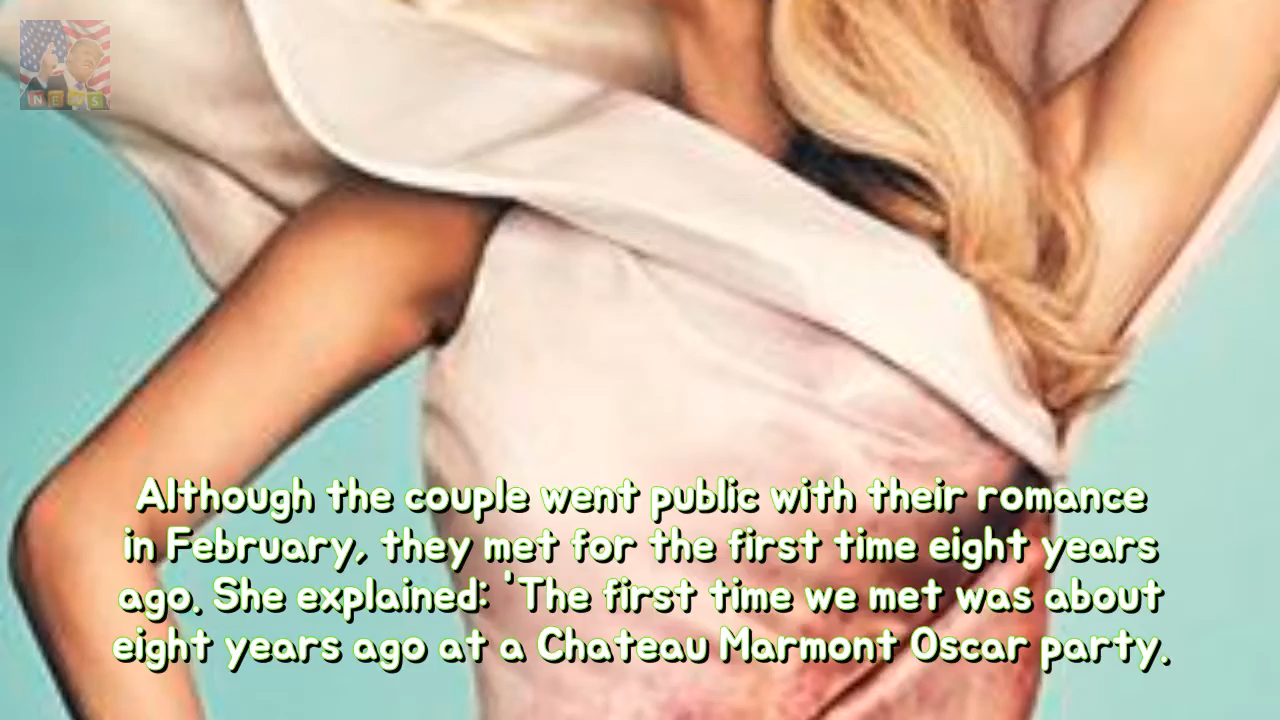 NEWS
Although the couple went public with their romance
in February, they met for the first time eight years
ago. She explained: 'The first time we met was about
eight years ago at a Chateau Marmont Oscar party.